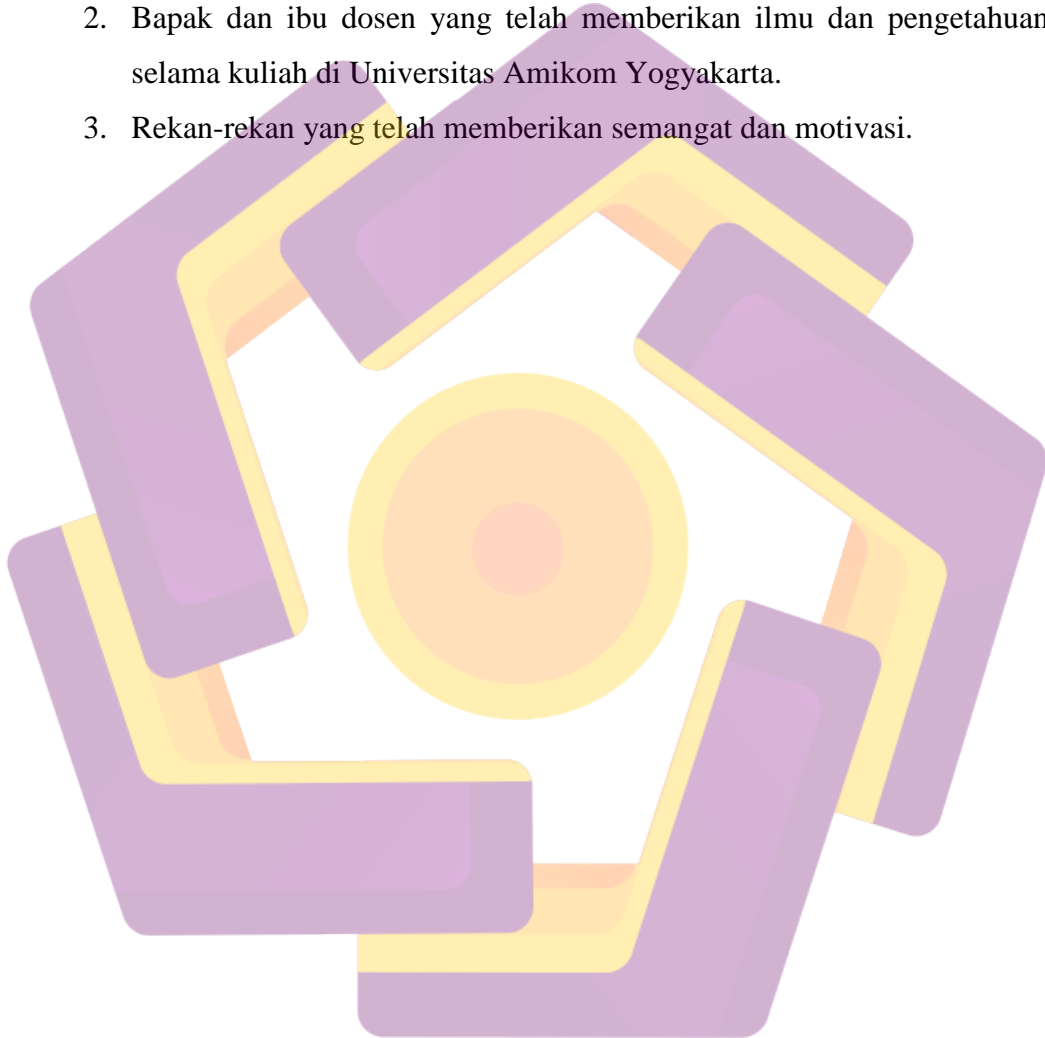 2. Bapak dan ibu dosen yang telah memberikan ilmu dan pengetahuan
selama kuliah di Universitas Amikom Yogyakarta.
3. Rekan-rekan yang telah memberikan semangat dan motivasi.